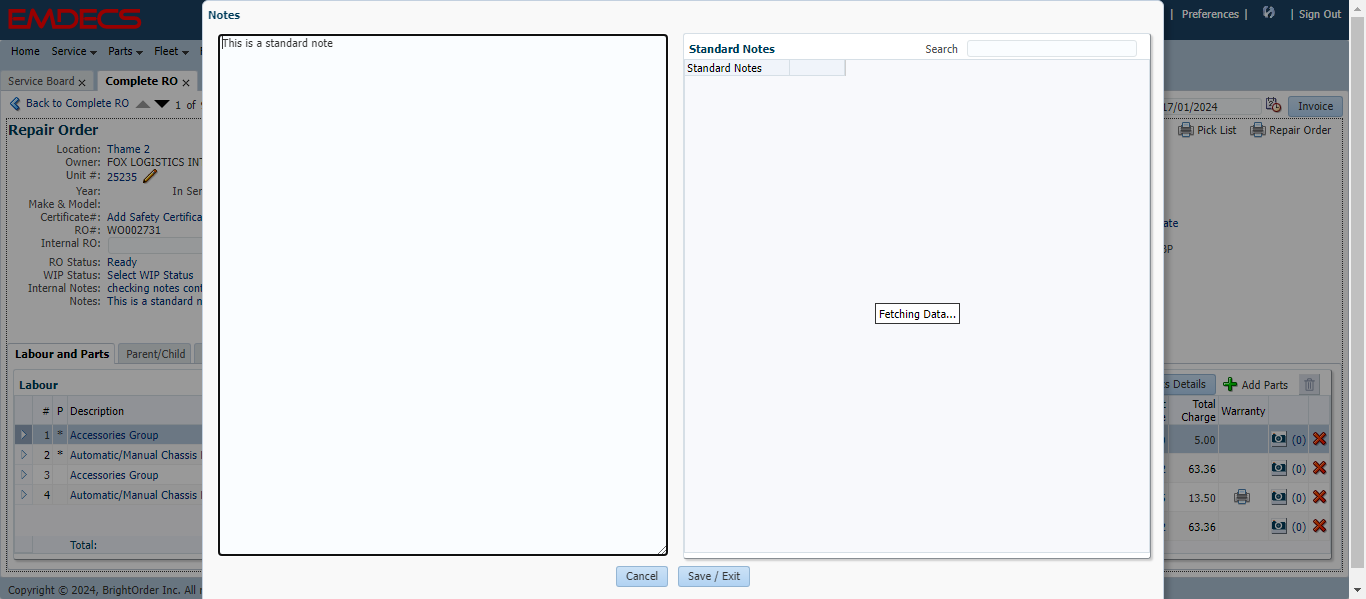 EMDECS
Notes
Preferences | | Sign Out
Home Service Parts Fleet
Service Board x Complete RO x
Back to Complete RO 1 of
17/01/2024 Invoice
Pick List Repair Order
Repair Order
Location: Thame 2
Owner: FOX LOGISTICS INT
Unit #: 25235
Year: In Ser
Make & Model:
Certificate#: Add Safety Certifica
RO#: WO002731
Internal RO:
RO Status: Ready
WIP Status: Select WIP Status
Internal Notes: checking notes cont
Notes: This is a standard n
Labour and Parts Parent/Child
Labour
# P Description
1 * Accessories Group
2 * Automatic/Manual Chassis
3 Accessories Group
4 Automatic/Manual Chassis
Total:
Copyright © 2024, BrightOrder Inc. All r
This is a standard note
Standard Notes Search
Standard Notes
Fetching Data...
Cancel Save / Exit
ate
BP
s Details Add Parts
Total Charge Warranty
5.00 (0)
63.36 (0)
13.50 (0)
63.36 (0)